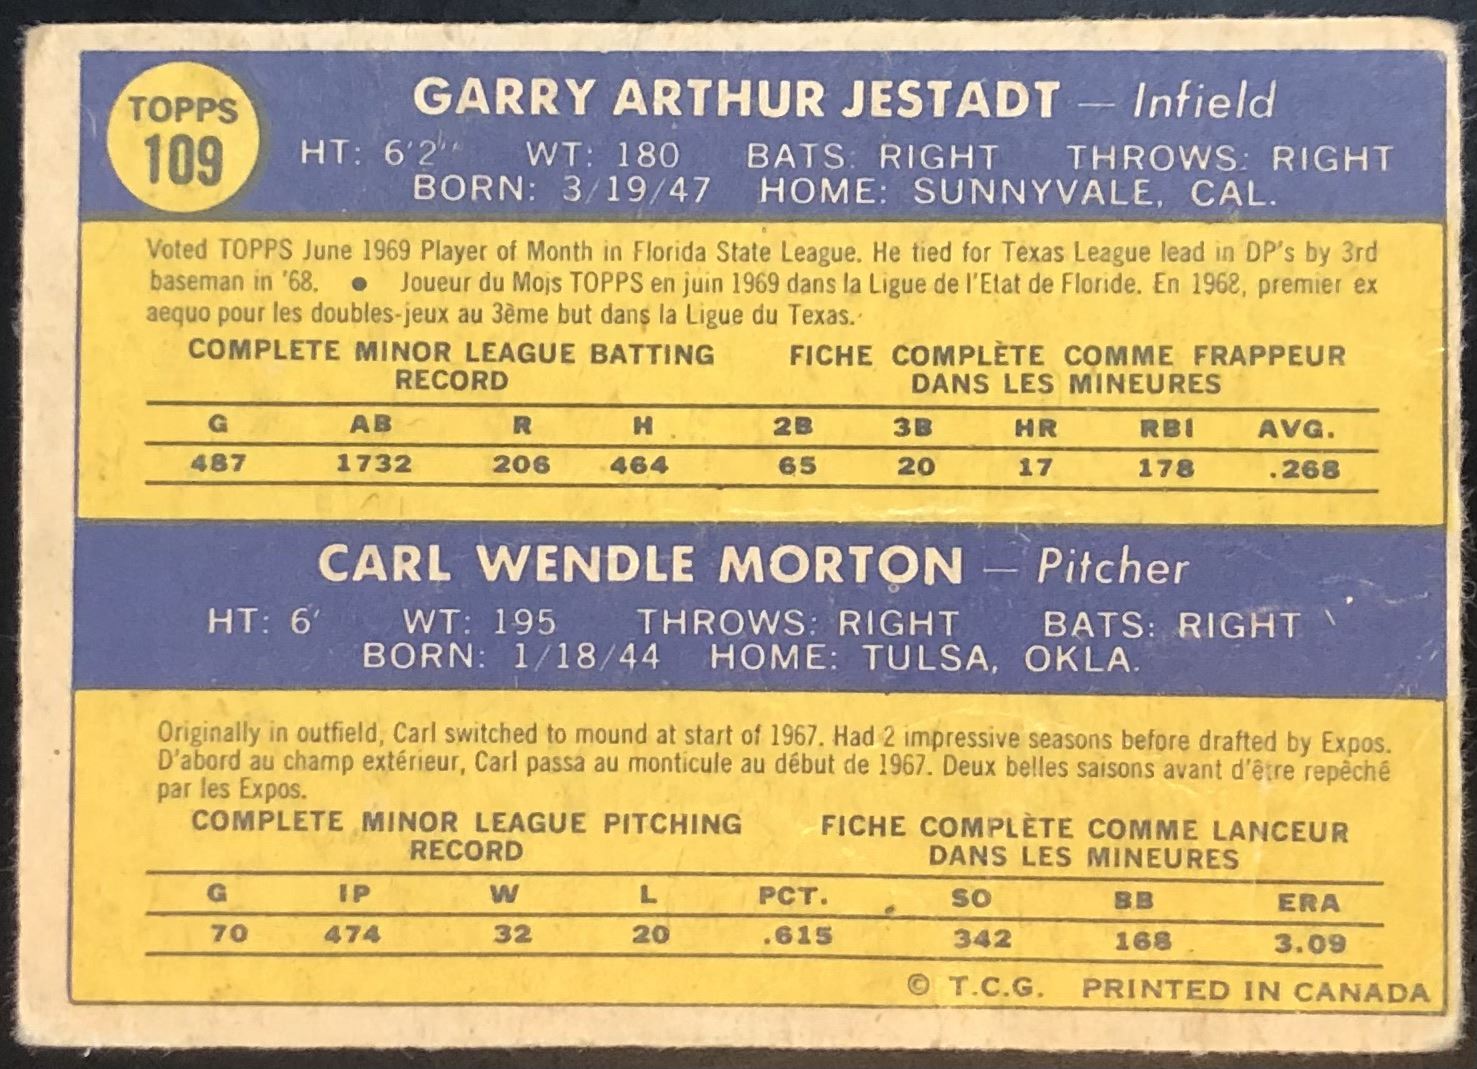 TOPPS
109
GARRY ARTHUR JESTADT — Infield
HT: 6'2" WT: 180 BATS: RIGHT THROWS: RIGHT
BORN: 3/19/47 HOME: SUNNYVALE, CAL.
Voted TOPPS June 1969 Player of Month in Florida State League. He tied for Texas League lead in DP's by 3rd
baseman in '68. ● Joueur du Mois TOPPS en juin 1969 dans la Ligue de l'Etat de Floride. En 1968, premier ex
aequo pour les doubles-jeux au 3ème but dans la Ligue du Texas.
COMPLETE MINOR LEAGUE BATTING FICHE COMPLÈTE COMME FRAPPEUR
RECORD DANS LES MINEURES
G AB R H 2B 3B HR RBI AVG.
487 1732 206 464 65 20 17 178 .268
CARL WENDLE MORTON — Pitcher
HT: 6' WT: 195 THROWS: RIGHT BATS: RIGHT
BORN: 1/18/44 HOME: TULSA, OKLA.
Originally in outfield, Carl switched to mound at start of 1967. Had 2 impressive seasons before drafted by Expos.
D'abord au champ extérieur, Carl passa au monticule au début de 1967. Deux belles saisons avant d'être repêché
par les Expos.
COMPLETE MINOR LEAGUE PITCHING FICHE COMPLÈTE COMME LANCEUR
RECORD DANS LES MINEURES
G IP W L PCT. SO BB ERA
70 474 32 20 .615 342 168 3.09
© T.C.G. PRINTED IN CANADA